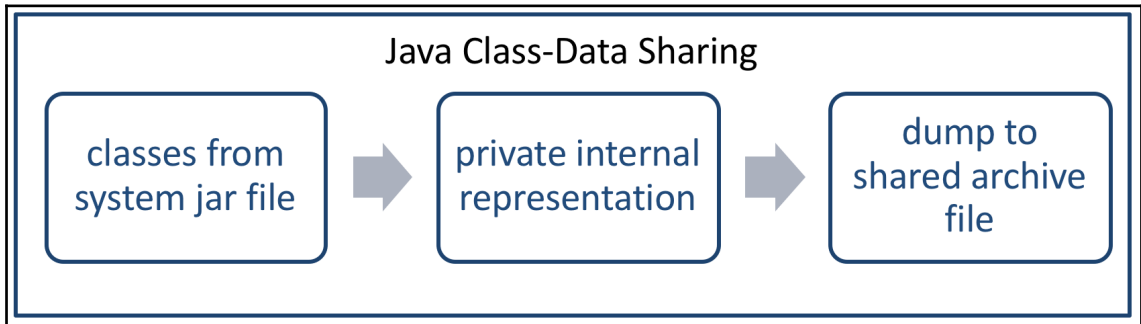 Java Class-Data Sharing
classes from
system jar file
private internal
representation
dump to
shared archive
file